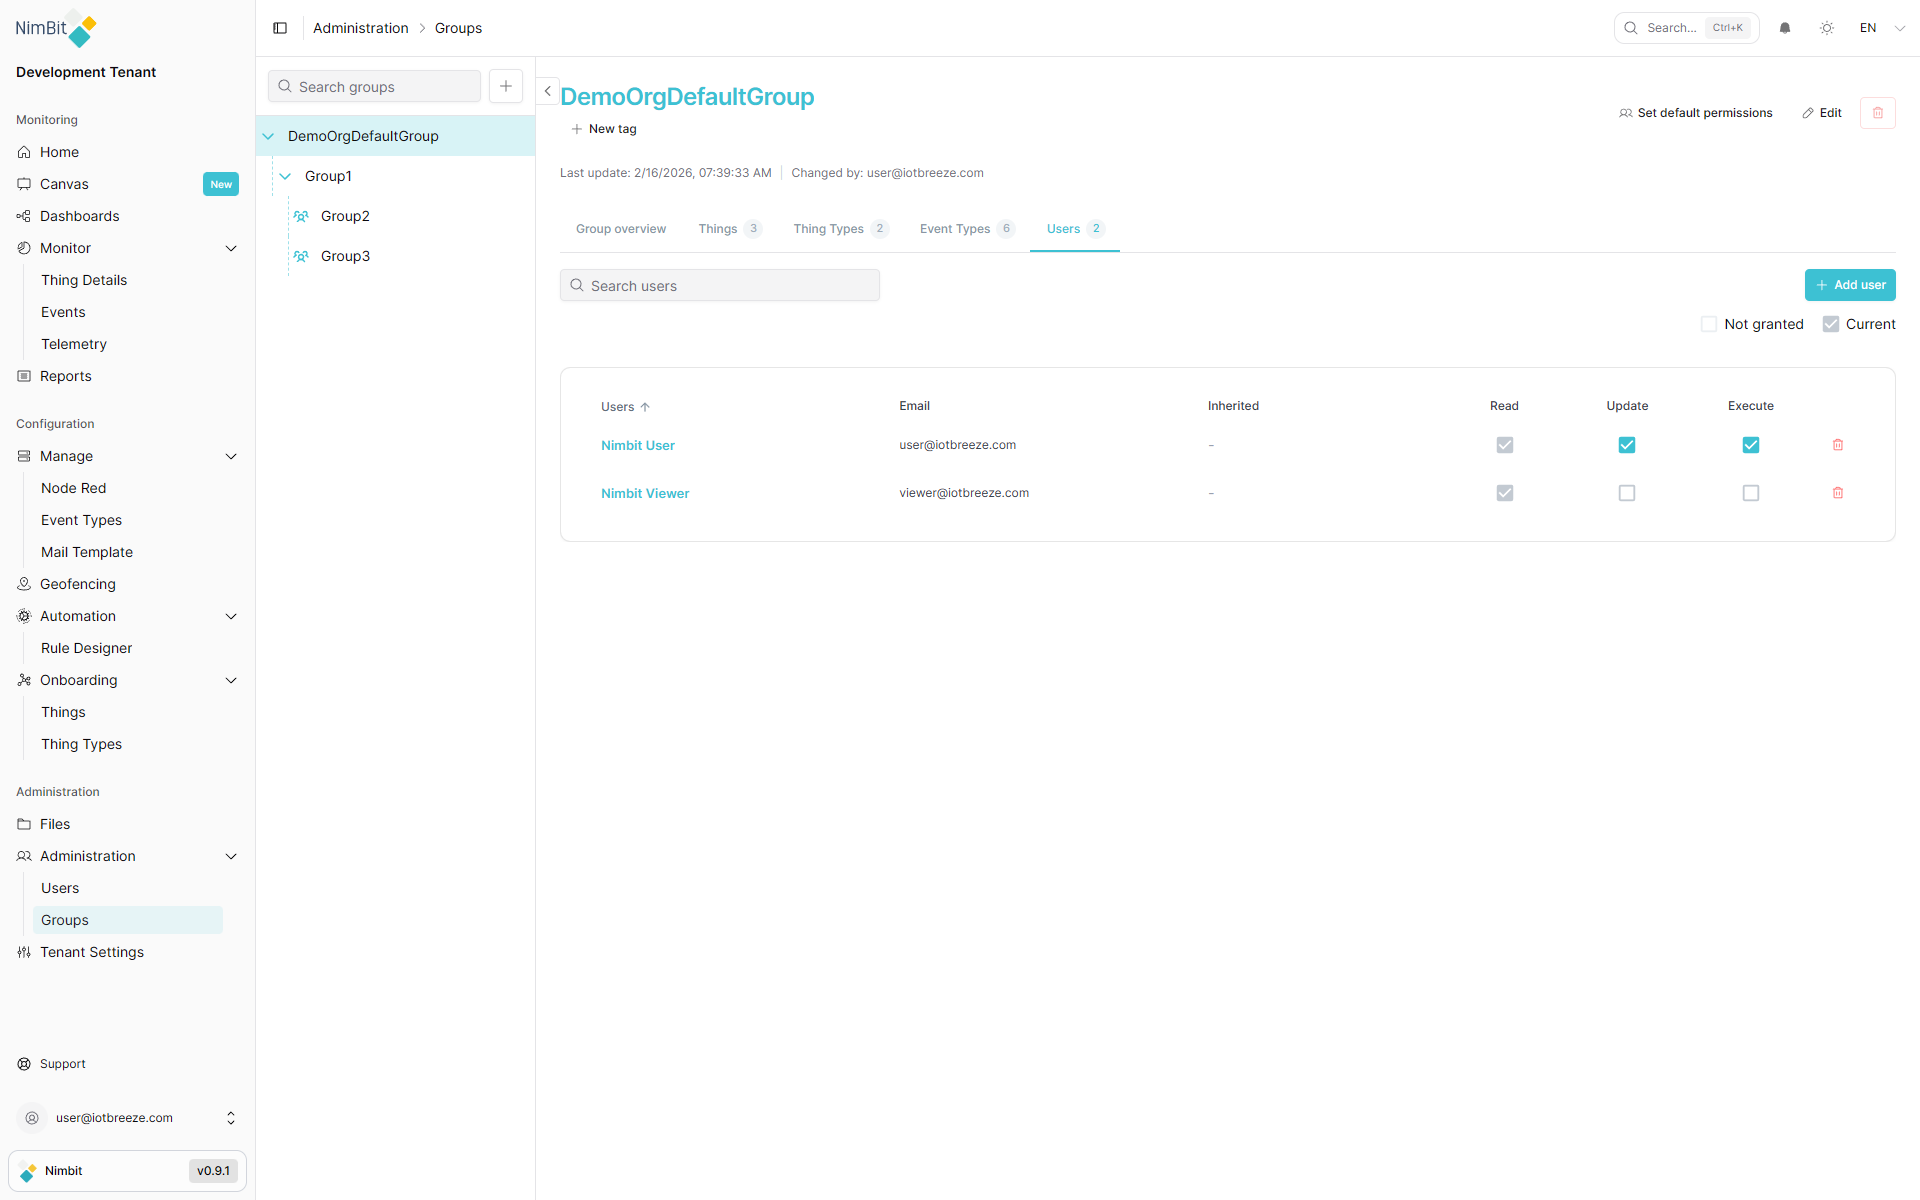 NimBit
Development Tenant
Monitoring
Home
Canvas New
Dashboards
Monitor
Thing Details
Events
Telemetry
Reports
Configuration
Manage
Node Red
Event Types
Mail Template
Geofencing
Automation
Rule Designer
Onboarding
Things
Thing Types
Administration
Files
Administration
Users
Groups
Tenant Settings
Support
user@iotbreeze.com
Nimbit v0.9.1
Administration > Groups
Search... Ctrl+K
EN
Search groups
DemoOrgDefaultGroup
Group1
Group2
Group3
DemoOrgDefaultGroup
New tag
Set default permissions
Edit
Last update: 2/16/2026, 07:39:33 AM
Changed by: user@iotbreeze.com
Group overview Things 3 Thing Types 2 Event Types 6 Users 2
Search users
Add user
Not granted Current
Users Email Inherited Read Update Execute
Nimbit User user@iotbreeze.com -
Nimbit Viewer viewer@iotbreeze.com -